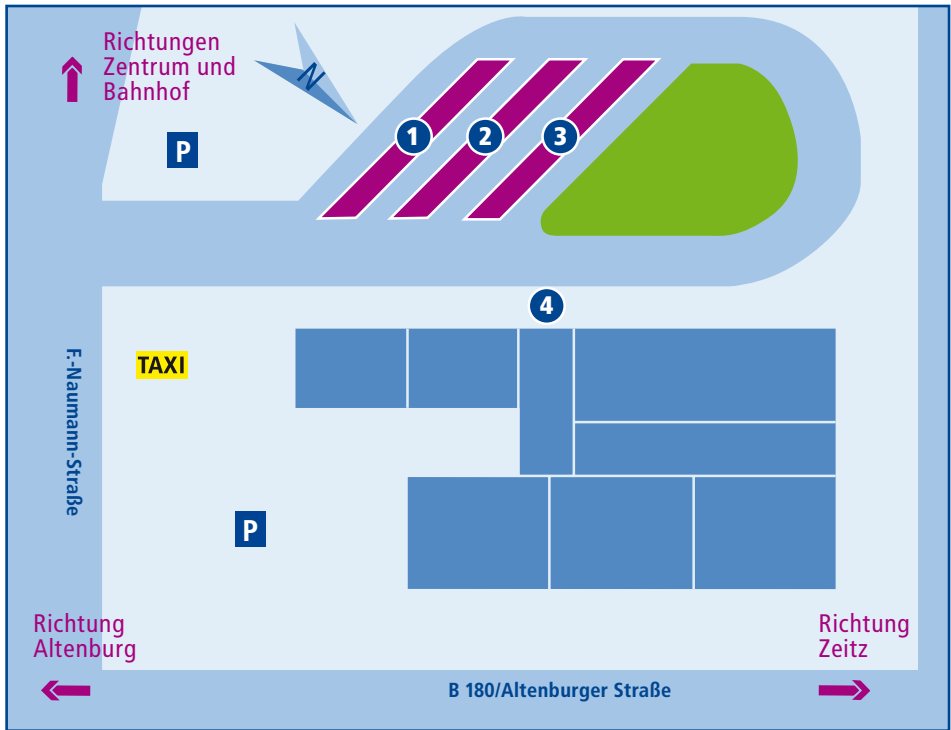 Richtungen
Zentrum und
Bahnhof
N
P
1
2
3
4
TAXI
F.-Naumann-Straße
P
Richtung
Altenburg
Richtung
Zeitz
B 180/Altenburger Straße